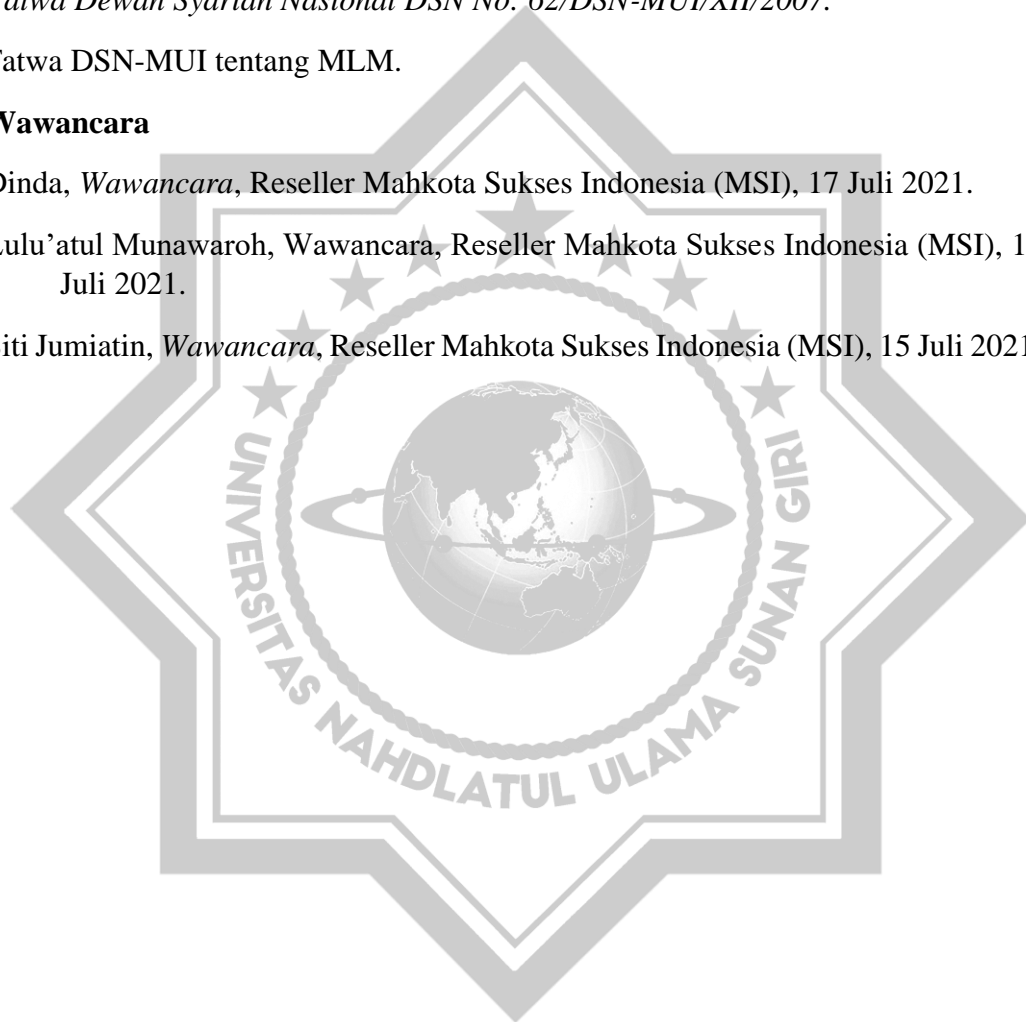 Fatwa Dewan Syariah Nasional DSN No. 62/DSN-MUI/XII/2007.
Fatwa DSN-MUI tentang MLM.
Wawancara
Dinda, Wawancara, Reseller Mahkota Sukses Indonesia (MSI), 17 Juli 2021.
Lulu’atul Munawaroh, Wawancara, Reseller Mahkota Sukses Indonesia (MSI), 1
Juli 2021.
iti Jumiatin, Wawancara, Reseller Mahkota Sukses Indonesia (MSI), 15 Juli 2021
UNIVERSITAS NAHDLATUL ULAMA SUNAN GIRI